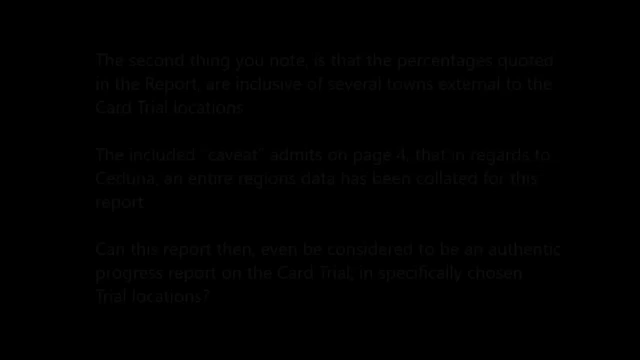 The second thing you note, is that the percentages quoted
in the Report, are inclusive of several towns external to the
Card Trial locations
The included "caveat" admits on page 4, that in regards to
Ceduna, an entire regions data has been collated for this
report
Can this report then, even be considered to be an authentic
progress report on the Card Trial, in specifically chosen
Trial locations?